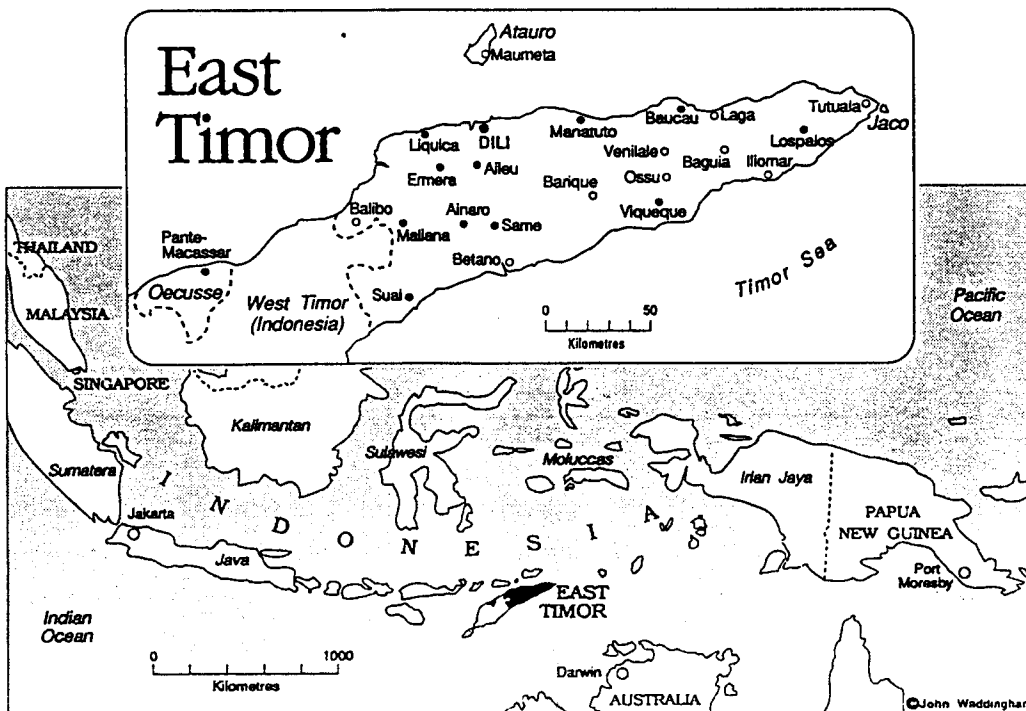 East
Timor
Atauro
Maumeta
Liquica
DILI
Manatuto
Baucau
Laga
Tutuala
Jaco
Lospalos
Ermera
Aileu
Venilale
Baguia
Iliomar
Barique
Ossu
Balibo
Maliana
Ainaro
Same
Viqueque
Betano
Pante-
Macassar
Oecusse
West Timor
(Indonesia)
Suai
Timor Sea
0 50
Kilometres
THAILAND
MALAYSIA
SINGAPORE
Pacific
Ocean
Kalimantan
Sumatera
Sulawesi
Moluccas
Irian Jaya
PAPUA
NEW GUINEA
Port
Moresby
INDONESIA
Jakarta
Java
EAST
TIMOR
Indian
Ocean
0 1000
Kilometres
Darwin
AUSTRALIA
©John Waddingham